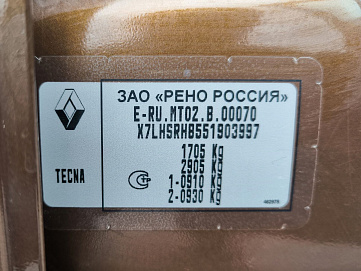 ЗАО «РЕНО РОССИЯ»
E-RU.MT02.B.00070
X7LHSRH8551903997
1705 Kg
2905 Kg
1-0910 Kg
2-0930 Kg
TECNA